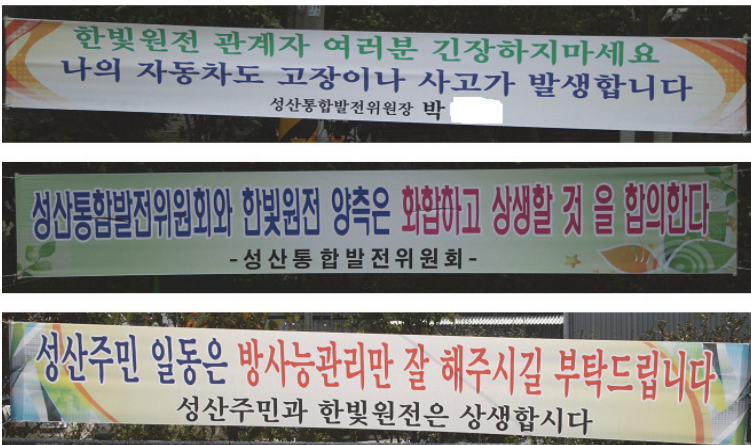 한빛원전 관계자 여러분 긴장하지마세요
나의 자동차도 고장이나 사고가 발생합니다
성산통합발전위원장 박
성산통합발전위원회와 한빛원전 양측은 화합하고 상생할 것 을 합의한다
-성산통합발전위원회-
성산주민 일동은 방사능관리만 잘 해주시길 부탁드립니다
성산주민과 한빛원전은 상생합시다